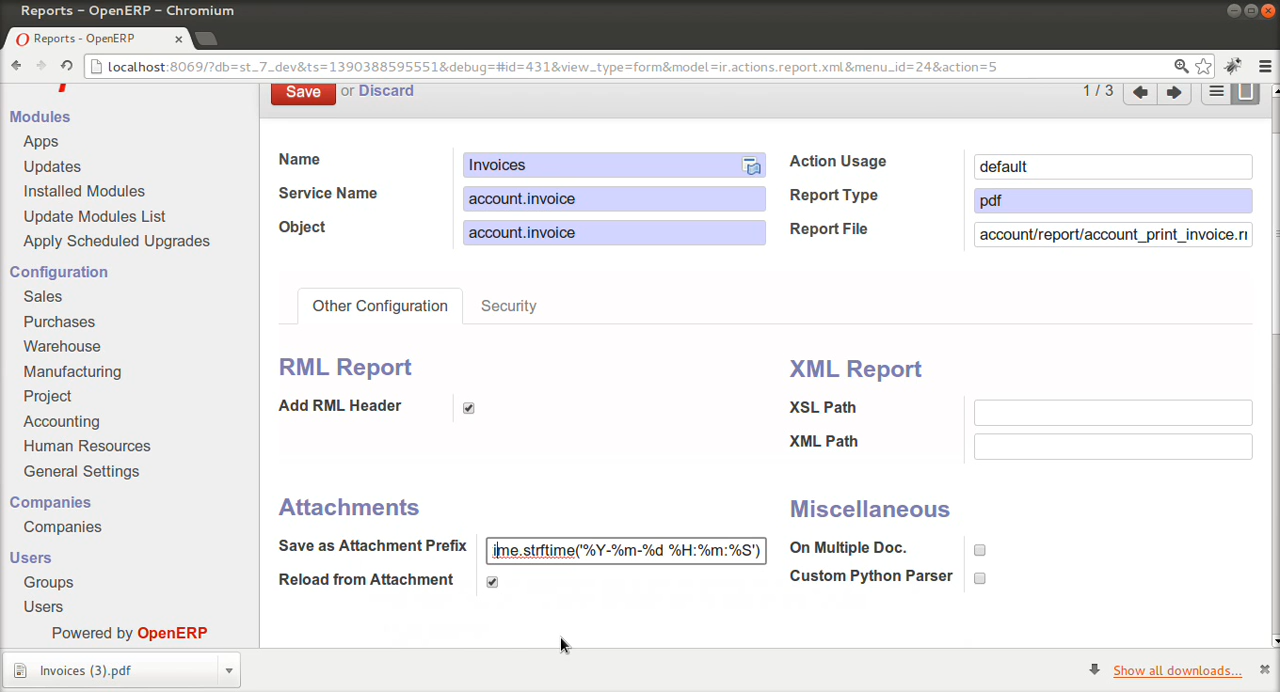 Reports - OpenERP - Chromium
Reports - OpenERP
localhost:8069/?db=st_7_dev&ts=1390388595551&debug=#id=431&view_type=form&model=ir.actions.report.xml&menu_id=24&action=5
Save or Discard
1 / 3
Modules
Apps
Updates
Installed Modules
Update Modules List
Apply Scheduled Upgrades
Configuration
Sales
Purchases
Warehouse
Manufacturing
Project
Accounting
Human Resources
General Settings
Companies
Companies
Users
Groups
Users
Powered by OpenERP
Name Invoices
Service Name account.invoice
Object account.invoice
Action Usage default
Report Type pdf
Report File account/report/account_print_invoice.r
Other Configuration Security
RML Report
Add RML Header
XML Report
XSL Path
XML Path
Attachments
Save as Attachment Prefix ime.strftime('%Y-%m-%d %H:%m:%S')
Reload from Attachment
Miscellaneous
On Multiple Doc.
Custom Python Parser
Invoices (3).pdf
Show all downloads...